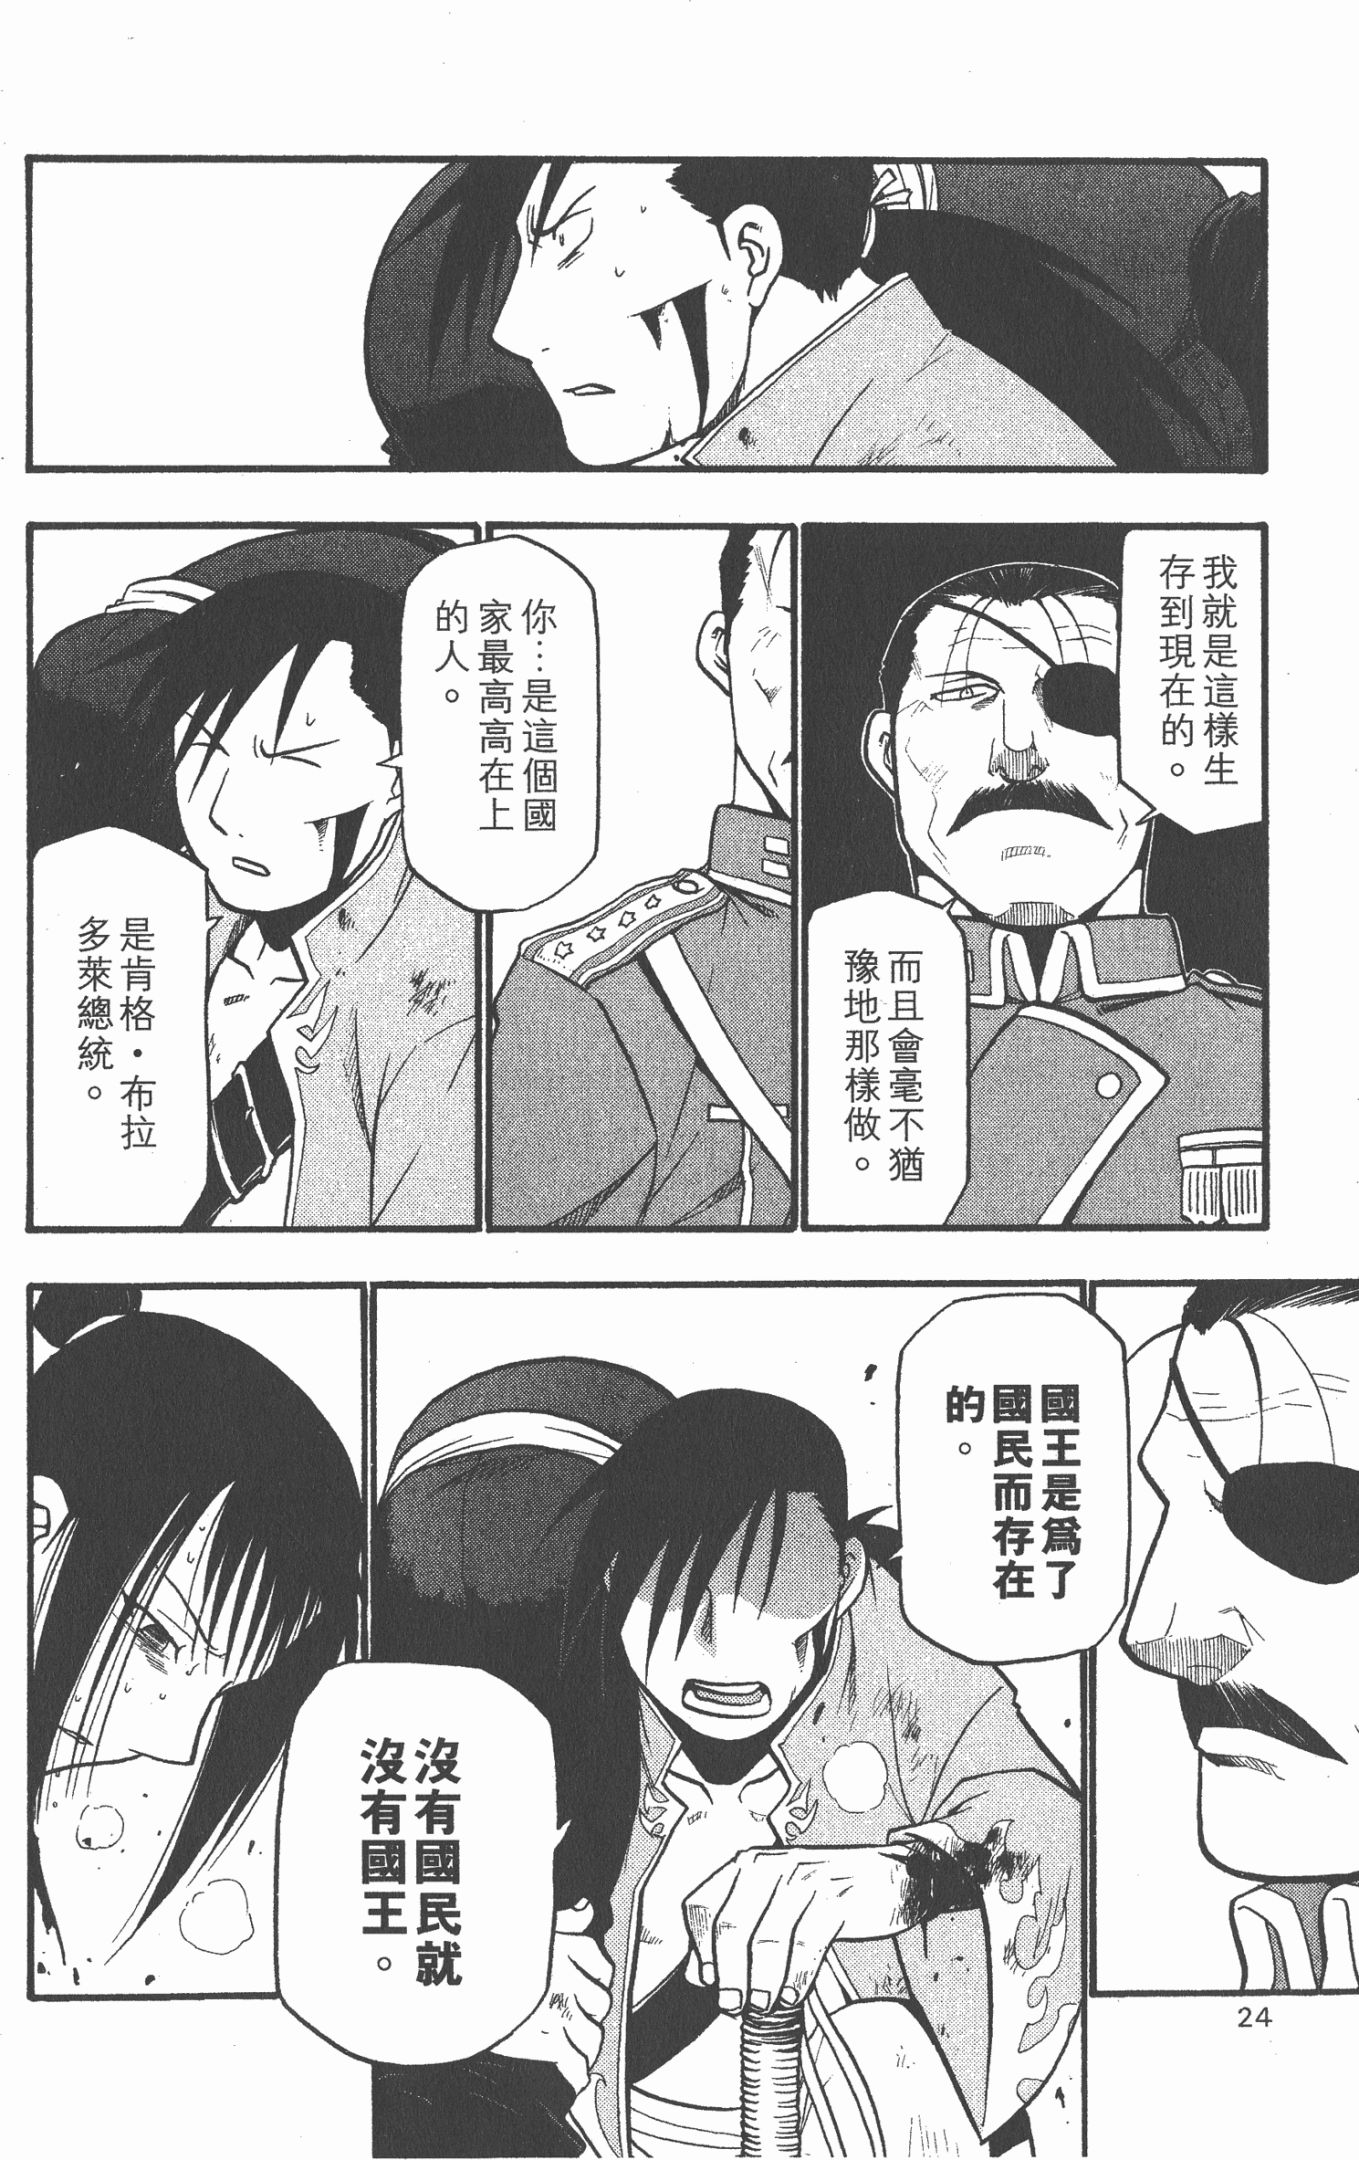 我就是這樣生
存到現在的。
而且會毫不猶
豫地那樣做。
你…是這個國
家最高高在上
的人。
是肯格・布拉
多萊總統。
國王是爲了
國民而存在
的。
沒有國民就
沒有國王。
24